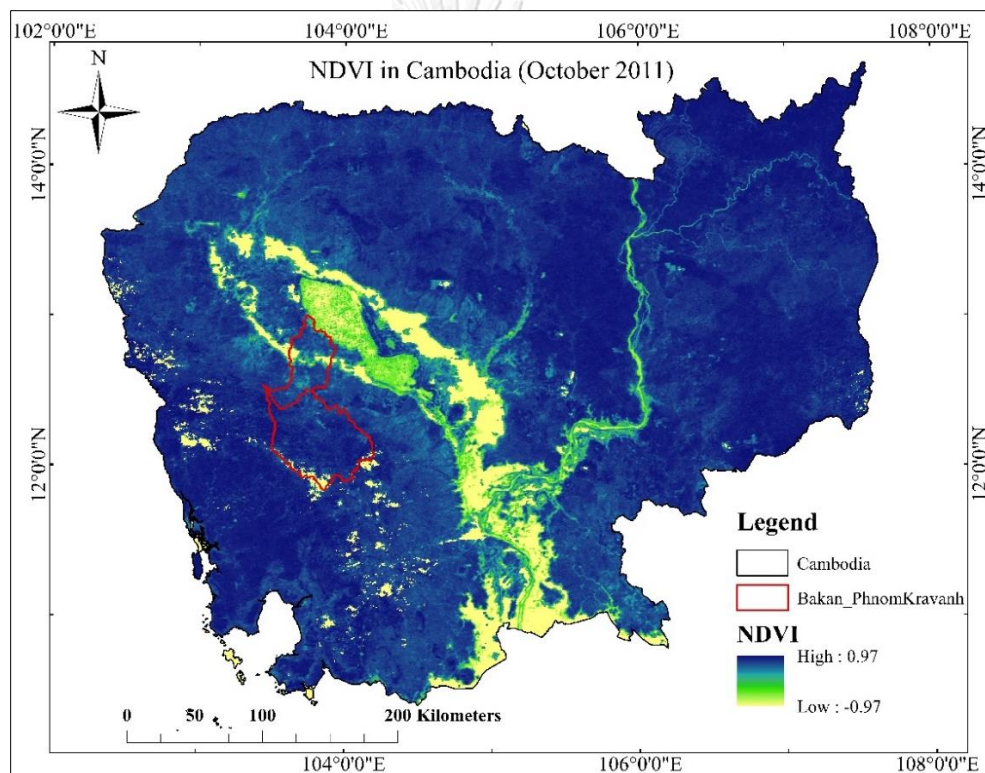 102°0'0"E 104°0'0"E 106°0'0"E 108°0'0"E
N
NDVI in Cambodia (October 2011)
14°0'0"N
14°0'0"N
12°0'0"N
12°0'0"N
Legend
Cambodia
Bakan_PhnomKravanh
NDVI
High : 0.97
Low : -0.97
0 50 100 200 Kilometers
104°0'0"E 106°0'0"E 108°0'0"E